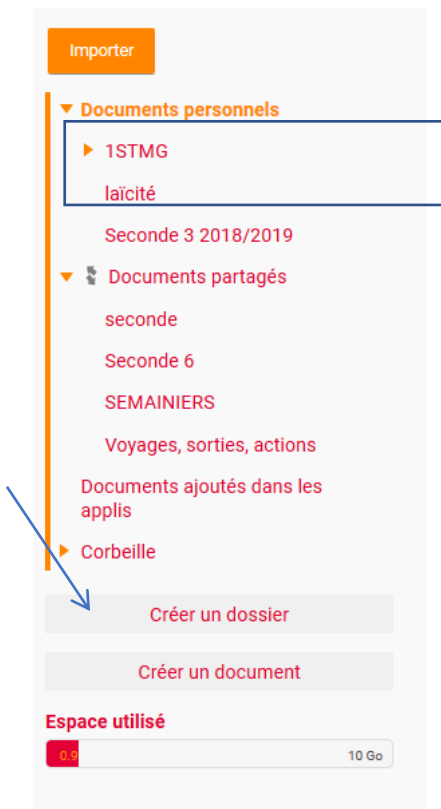 Importer
Documents personnels
1STMG
laïcité
Seconde 3 2018/2019
Documents partagés
seconde
Seconde 6
SEMAINIERS
Voyages, sorties, actions
Documents ajoutés dans les
applis
Corbeille
Créer un dossier
Créer un document
Espace utilisé
0.9
10 Go